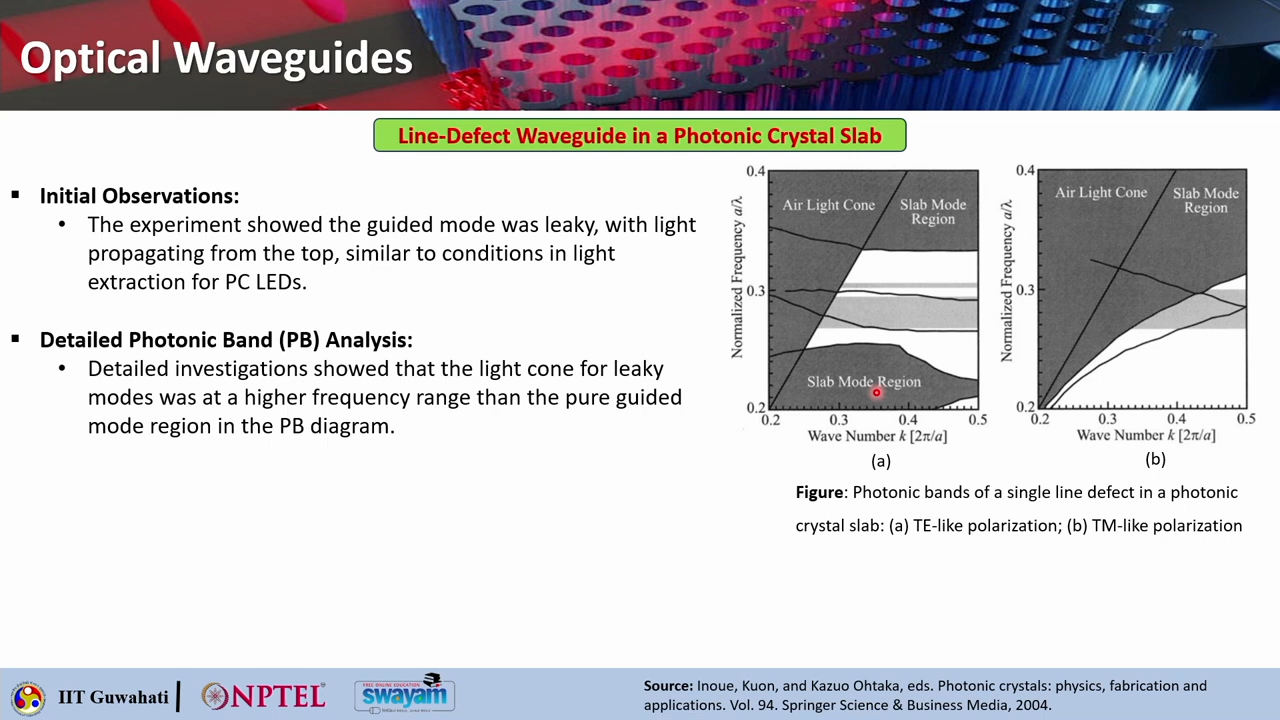 Optical Waveguides
Line-Defect Waveguide in a Photonic Crystal Slab
▪ Initial Observations:
• The experiment showed the guided mode was leaky, with light
propagating from the top, similar to conditions in light
extraction for PC LEDs.
▪ Detailed Photonic Band (PB) Analysis:
• Detailed investigations showed that the light cone for leaky
modes was at a higher frequency range than the pure guided
mode region in the PB diagram.
Normalized Frequency a/λ
0.4
0.3
0.2
Air Light Cone
Slab Mode
Region
Slab Mode Region
0.2 0.3 0.4 0.5
Wave Number k [2π/a]
(a)
Normalized Frequency a/λ
0.4
0.3
0.2
Air Light Cone
Slab Mode
Region
0.2 0.3 0.4 0.5
Wave Number k [2π/a]
(b)
Figure: Photonic bands of a single line defect in a photonic
crystal slab: (a) TE-like polarization; (b) TM-like polarization
IIT Guwahati
NPTEL
FREE ONLINE EDUCATION
swayam
Source: Inoue, Kuon, and Kazuo Ohtaka, eds. Photonic crystals: physics, fabrication and
applications. Vol. 94. Springer Science & Business Media, 2004.